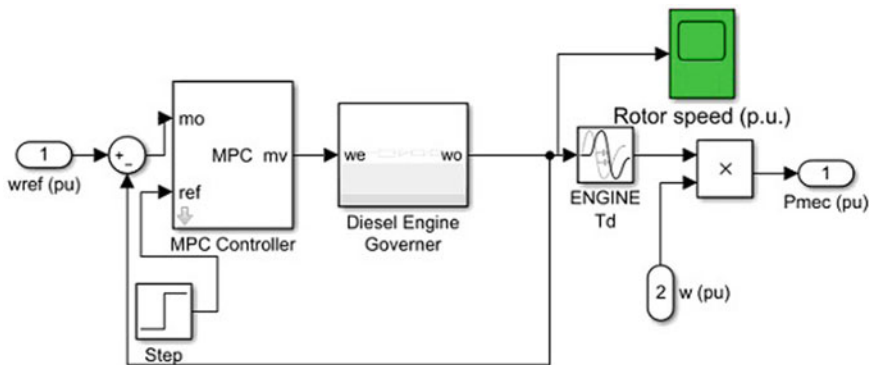 1
wref (pu)
+
−
mo
ref
MPC
mv
MPC Controller
Step
we
wo
Diesel Engine
Governer
Rotor speed (p.u.)
ENGINE
Td
×
2
w (pu)
1
Pmec (pu)